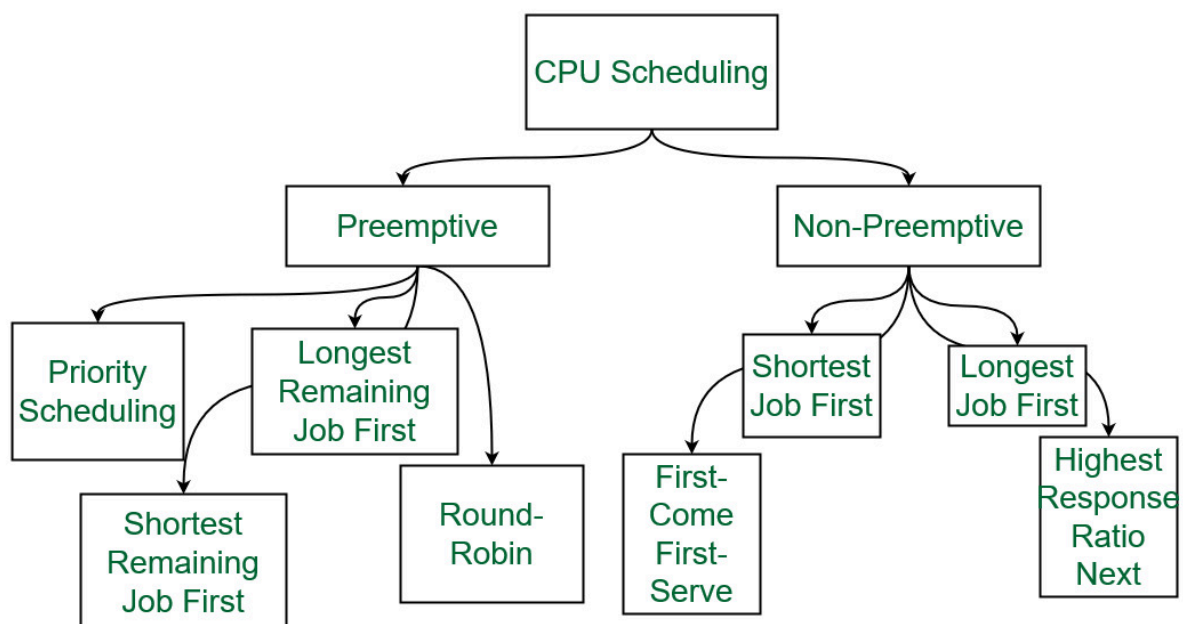 CPU Scheduling
Preemptive
Non-Preemptive
Priority
Scheduling
Longest
Remaining
Job First
Shortest
Job First
Longest
Job First
Shortest
Remaining
Job First
Round-
Robin
First-
Come
First-
Serve
Highest
Response
Ratio
Next